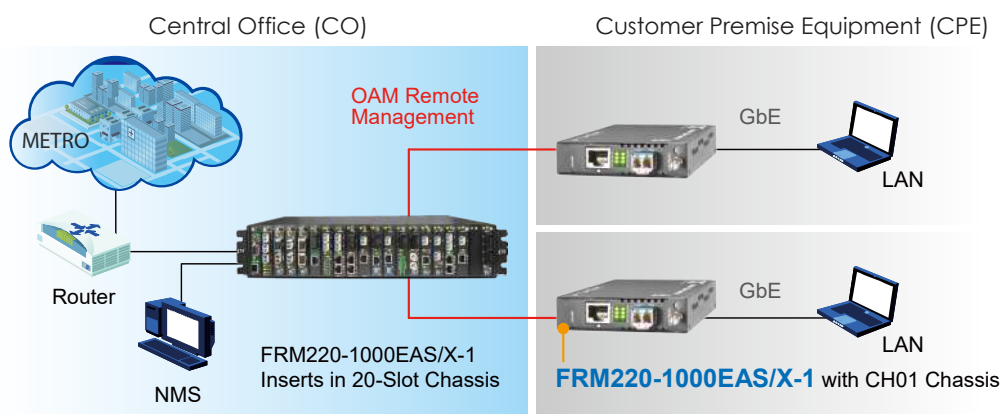 Central Office (CO)
Customer Premise Equipment (CPE)
METRO
OAM Remote
Management
GbE
LAN
Router
NMS
FRM220-1000EAS/X-1
Inserts in 20-Slot Chassis
GbE
LAN
FRM220-1000EAS/X-1 with CH01 Chassis